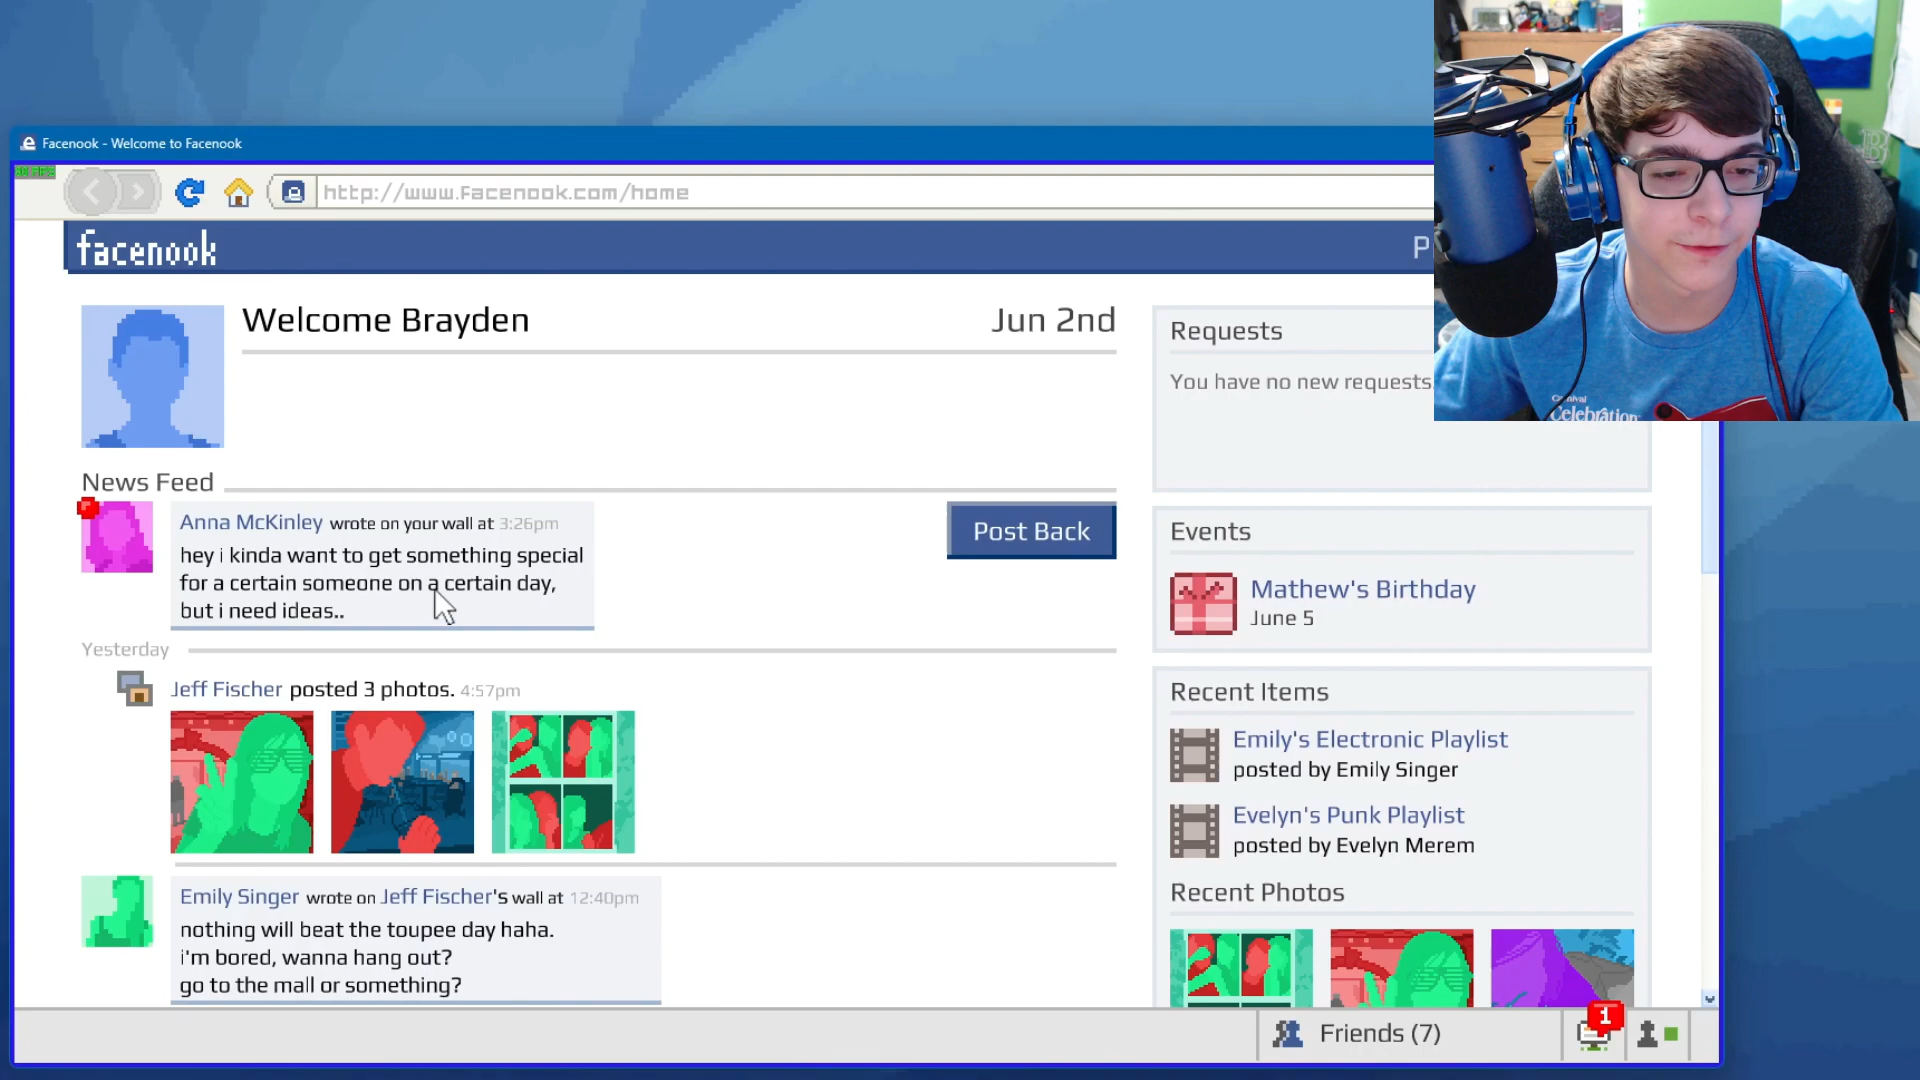 Facenook - Welcome to Facenook
http://www.Facenook.com/home
facenook
P
Welcome Brayden
Jun 2nd
Requests
You have no new requests.
News Feed
Anna McKinley wrote on your wall at 3:26pm
hey i kinda want to get something special
for a certain someone on a certain day,
but i need ideas..
Post Back
Events
Mathew's Birthday
June 5
Yesterday
Jeff Fischer posted 3 photos. 4:57pm
Recent Items
Emily's Electronic Playlist
posted by Emily Singer
Evelyn's Punk Playlist
posted by Evelyn Merem
Recent Photos
Emily Singer wrote on Jeff Fischer's wall at 12:40pm
nothing will beat the toupee day haha.
i'm bored, wanna hang out?
go to the mall or something?
Friends (7)
1
Carnival
Celebration